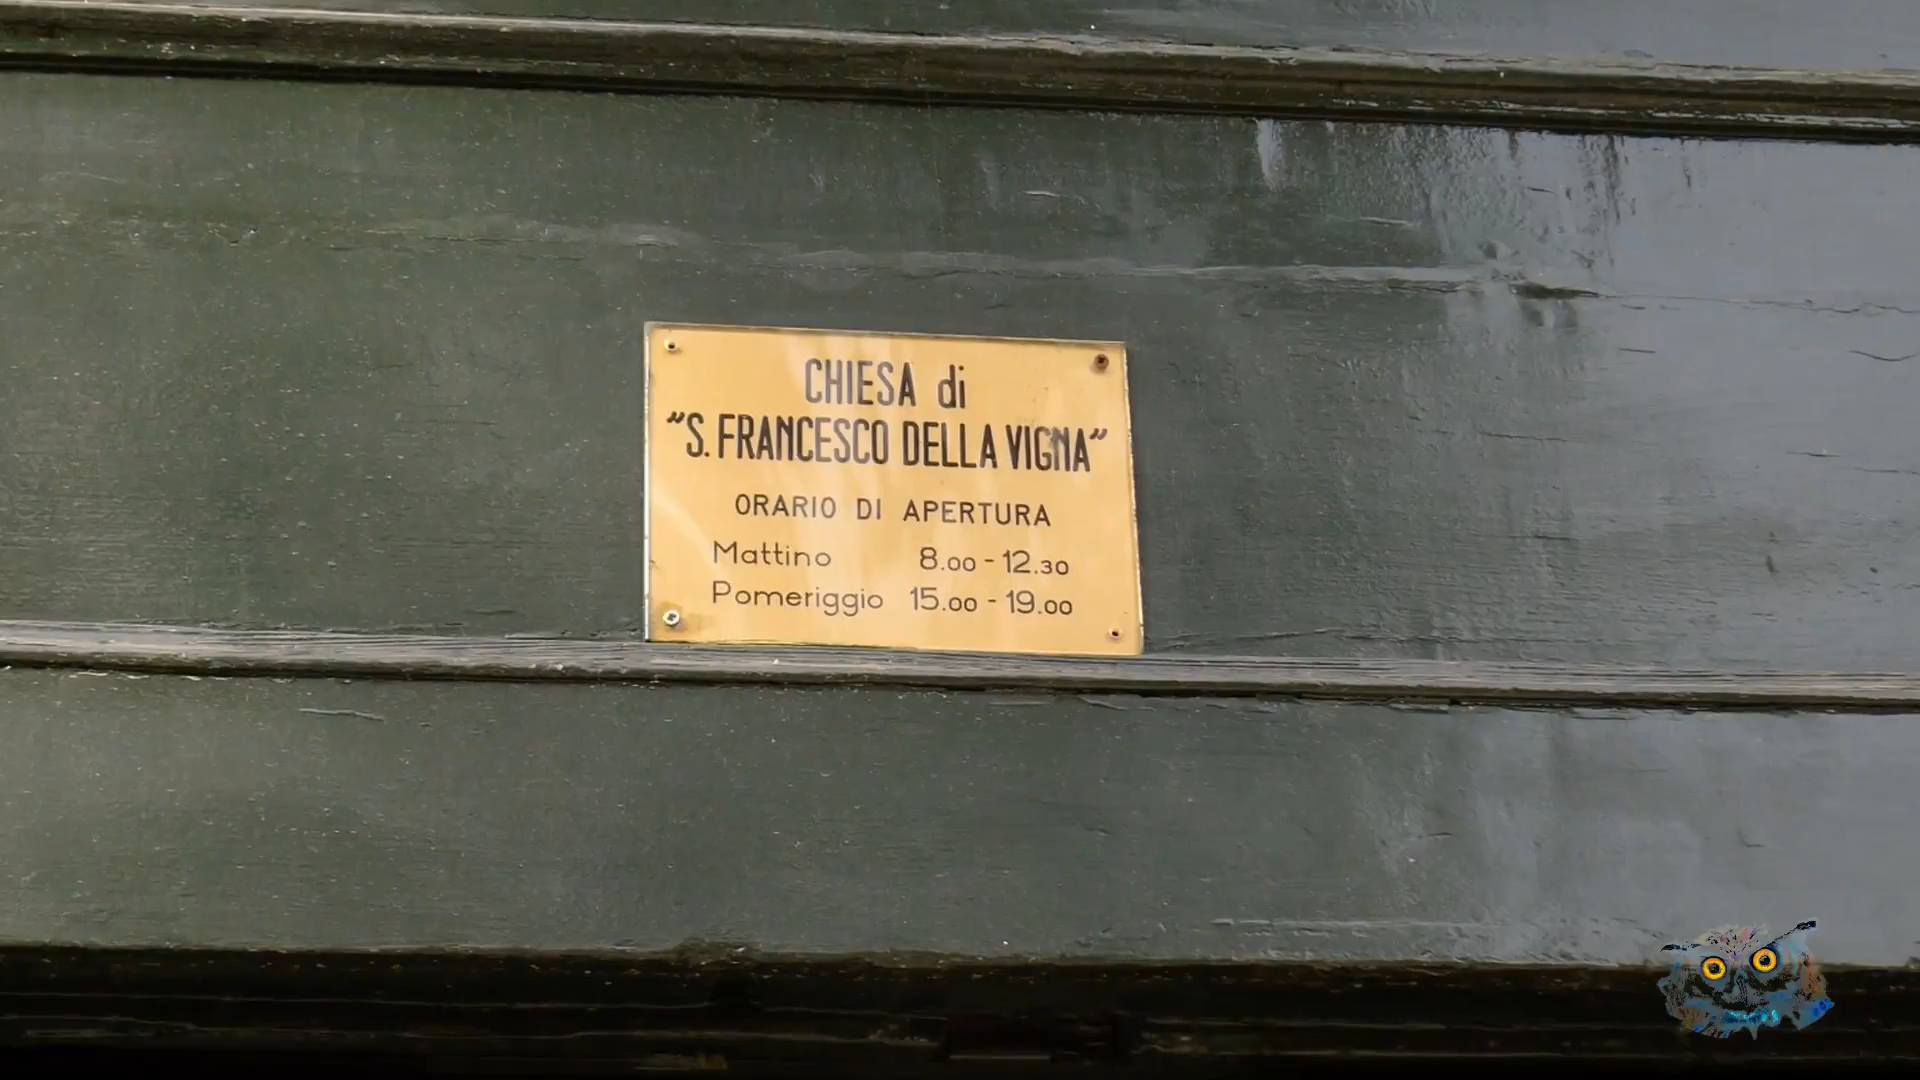 CHIESA di
"S. FRANCESCO DELLA VIGNA"
ORARIO DI APERTURA
Mattino 8.00 - 12.30
Pomeriggio 15.00 - 19.00